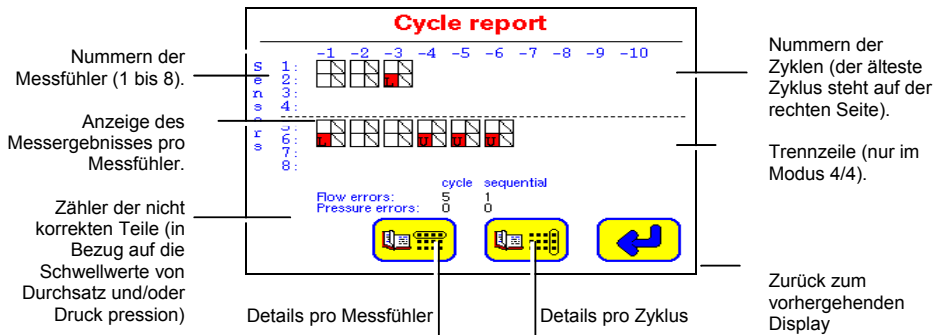 Cycle report
Nummern der
Messfühler (1 bis 8).
Anzeige des
Messergebnisses pro
Messfühler.
Zähler der nicht
korrekten Teile (in
Bezug auf die
Schwellwerte von
Durchsatz und/oder
Druck pression)
-1 -2 -3 -4 -5 -6 -7 -8 -9 -10
Sensors
1:
2: L
3:
4:
5:
6: L U U U
7:
8:
cycle sequential
Flow errors: 5 1
Pressure errors: 0 0
Details pro Messfühler
Details pro Zyklus
Nummern der
Zyklen (der älteste
Zyklus steht auf der
rechten Seite).
Trennzeile (nur im
Modus 4/4).
Zurück zum
vorhergehenden
Display